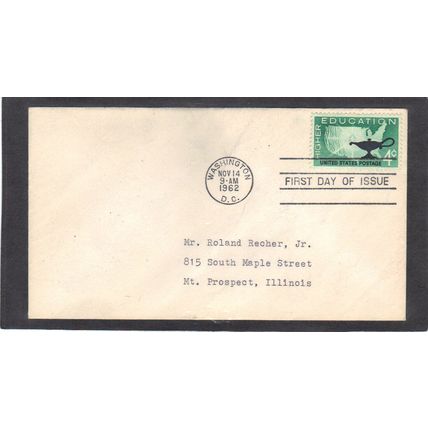 HIGHER EDUCATION
4¢
UNITED STATES POSTAGE
WASHINGTON
NOV 14
9-AM
1962
D.C.
FIRST DAY OF ISSUE
Mr. Roland Recher, Jr.
815 South Maple Street
Mt. Prospect, Illinois